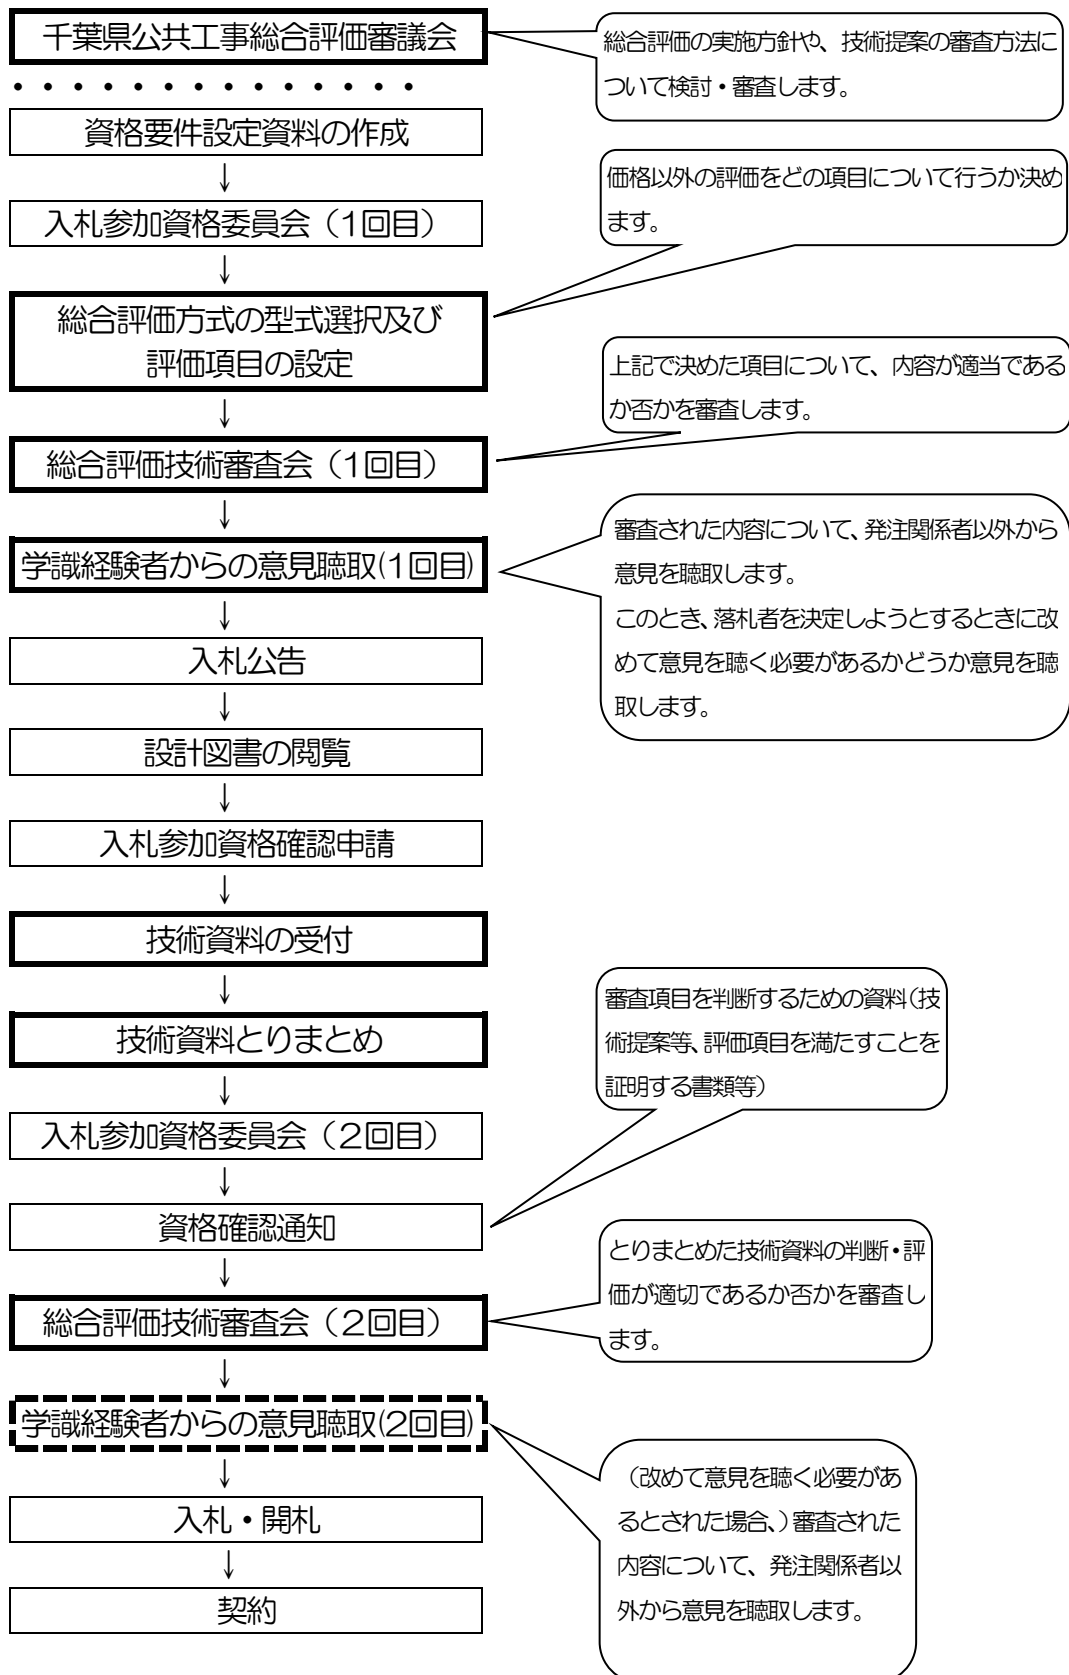 千葉県公共工事総合評価審議会
総合評価の実施方針や、技術提案の審査方法に
ついて検討・審査します。
・・・・・・・・・・・・・・
資格要件設定資料の作成
↓
価格以外の評価をどの項目について行うか決め
ます。
入札参加資格委員会（1回目）
↓
総合評価方式の型式選択及び
評価項目の設定
上記で決めた項目について、内容が適当である
か否かを審査します。
↓
総合評価技術審査会（1回目）
↓
審査された内容について、発注関係者以外から
意見を聴取します。
このとき、落札者を決定しようとするときに改
めて意見を聴く必要があるかどうか意見を聴
取します。
学識経験者からの意見聴取(1回目)
↓
入札公告
↓
設計図書の閲覧
↓
入札参加資格確認申請
↓
技術資料の受付
↓
審査項目を判断するための資料（技
術提案等、評価項目を満たすことを
証明する書類等）
技術資料とりまとめ
↓
入札参加資格委員会（2回目）
↓
資格確認通知
↓
とりまとめた技術資料の判断・評
価が適切であるか否かを審査し
ます。
総合評価技術審査会（2回目）
↓
学識経験者からの意見聴取(2回目)
↓
（改めて意見を聴く必要があ
るとされた場合、）審査された
内容について、発注関係者以
外から意見を聴取します。
入札・開札
↓
契約